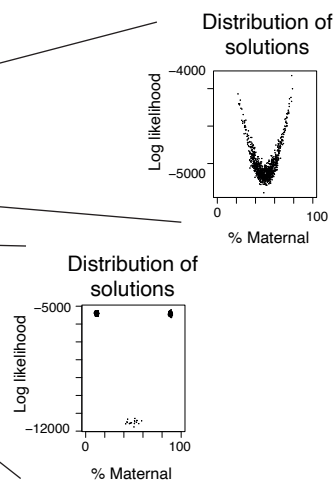 Distribution of
solutions
−4000
Log likelihood
−5000
0
100
% Maternal
Distribution of
solutions
−5000
Log likelihood
−12000
0
100
% Maternal